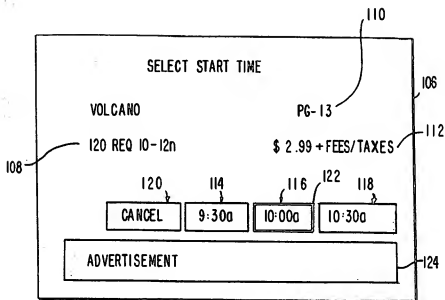 110
SELECT START TIME
106
VOLCANO PG-13
120 REQ 10-12n $ 2.99 + FEES/TAXES 112
108
120 114 116 122 118
CANCEL 9:30a 10:00a 10:30a
ADVERTISEMENT 124